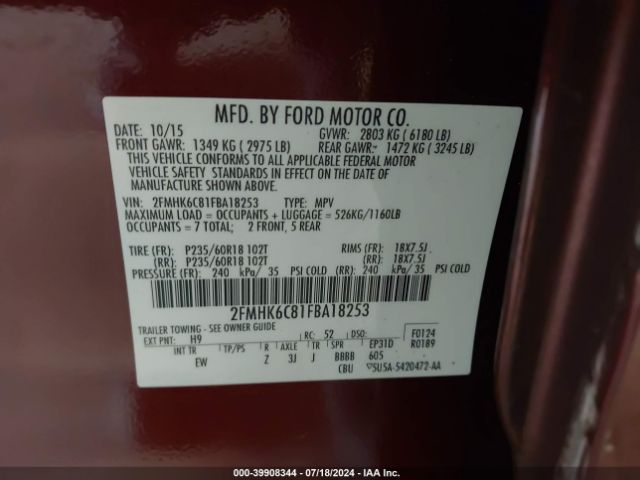 MFD. BY FORD MOTOR CO.
DATE: 10/15 GVWR: 2803 KG ( 6180 LB)
FRONT GAWR: 1349 KG ( 2975 LB) REAR GAWR: 1472 KG ( 3245 LB)
THIS VEHICLE CONFORMS TO ALL APPLICABLE FEDERAL MOTOR
VEHICLE SAFETY STANDARDS IN EFFECT ON THE DATE OF
MANUFACTURE SHOWN ABOVE.
VIN: 2FMHK6C81FBA18253 TYPE: MPV
MAXIMUM LOAD = OCCUPANTS + LUGGAGE = 526KG/1160LB
OCCUPANTS = 7 TOTAL; 2 FRONT, 5 REAR
TIRE (FR): P235/60R18 102T RIMS (FR): 18X7.5J
(RR): P235/60R18 102T (RR): 18X7.5J
PRESSURE (FR): 240 kPa/ 35 PSI COLD (RR): 240 kPa/ 35 PSI COLD
2FMHK6C81FBA18253
TRAILER TOWING - SEE OWNER GUIDE
EXT PNT: H9 RC: 52 DSO: EP31D F0124 R0189
INT TR TP/PS R AXLE TR SPR 605
EW Z 3J J BBBB CBU 5U5A-5420472-AA
000-39908344 / 07/18/2024 / IAA Inc.